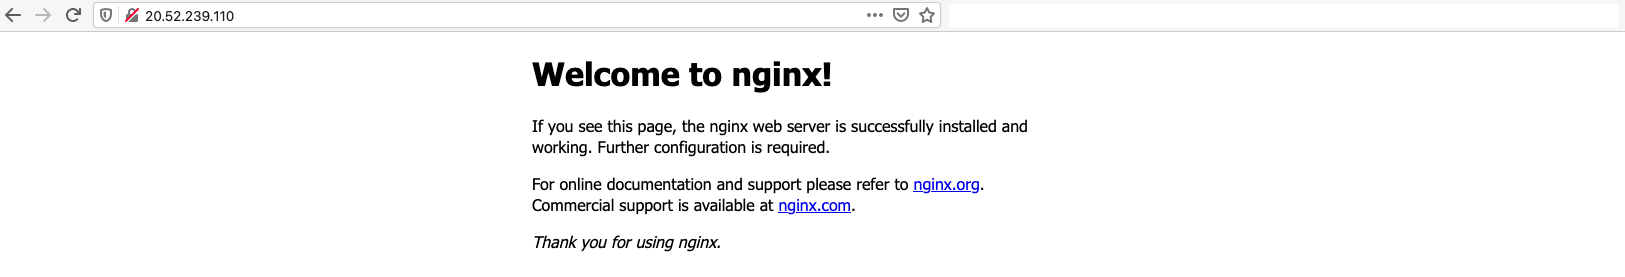 20.52.239.110
Welcome to nginx!
If you see this page, the nginx web server is successfully installed and
working. Further configuration is required.
For online documentation and support please refer to nginx.org.
Commercial support is available at nginx.com.
Thank you for using nginx.